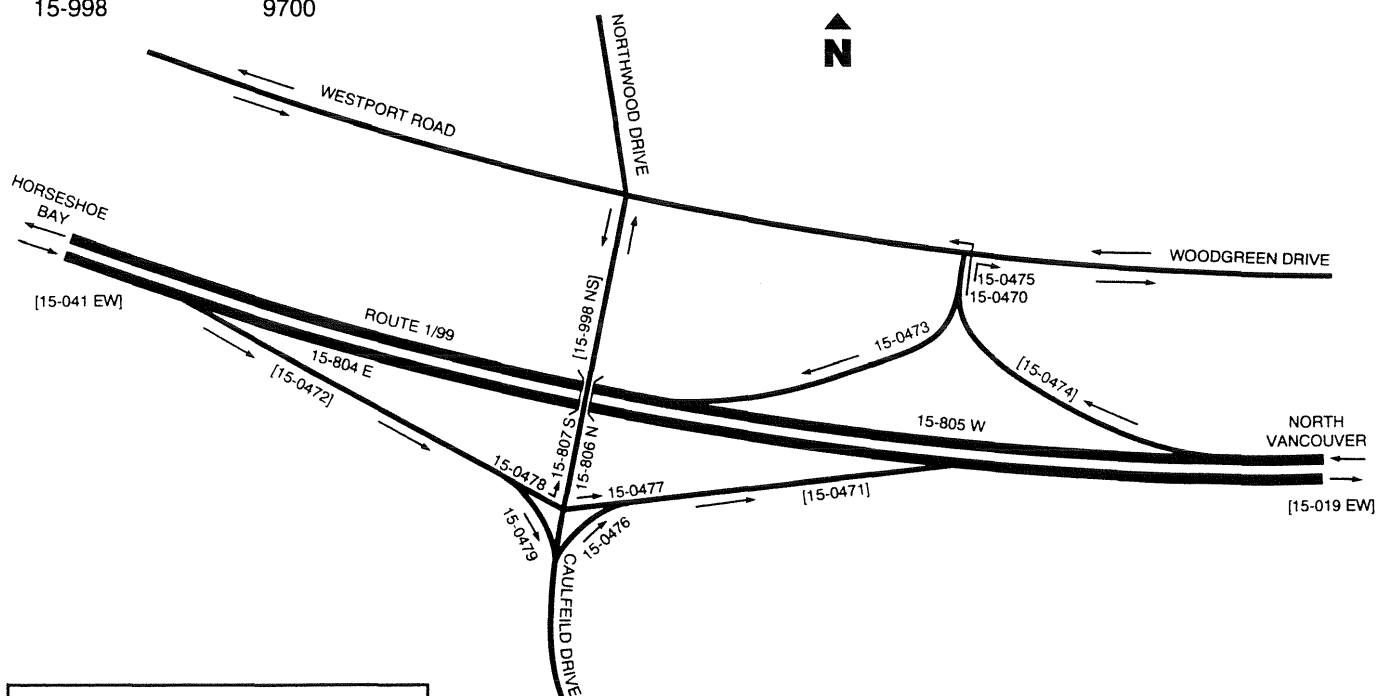 15-998 9700
N
NORTHWOOD DRIVE
WESTPORT ROAD
HORSESHOE
BAY
WOODGREEN DRIVE
15-0475
15-0470
[15-041 EW]
ROUTE 1/99
[15-998 NS]
15-0473
[15-0474]
15-804 E
[15-0472]
15-805 W
NORTH
VANCOUVER
15-807 S
15-806 N
15-0478
15-0477
[15-0471]
[15-019 EW]
15-0479
15-0476
CAULFEILD DRIVE